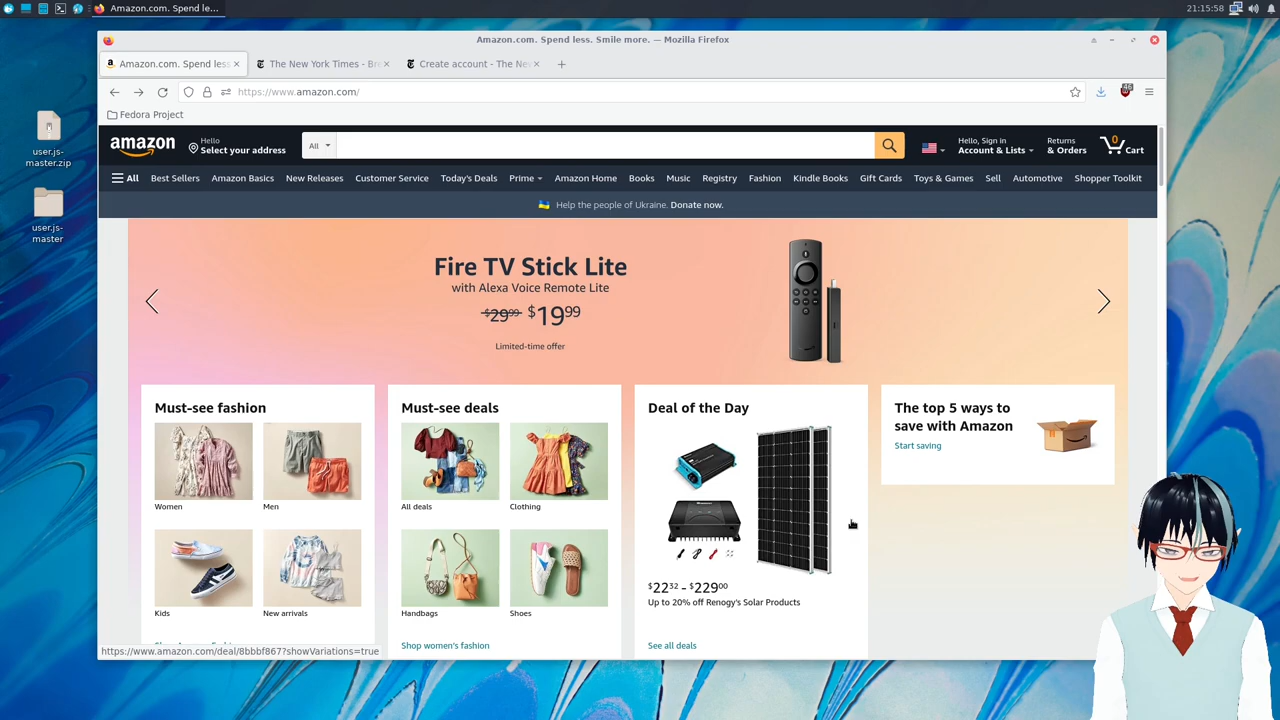 Amazon.com. Spend le...
21:15:58
Amazon.com. Spend less. Smile more. — Mozilla Firefox
Amazon.com. Spend less
The New York Times - Bre
Create account - The Nev
Fedora Project
https://www.amazon.com/
user.js-
master.zip
user.js-
master
amazon
Hello
Select your address
All
Hello, Sign in
Account & Lists
Returns
& Orders
0
Cart
All
Best Sellers
Amazon Basics
New Releases
Customer Service
Today's Deals
Prime
Amazon Home
Books
Music
Registry
Fashion
Kindle Books
Gift Cards
Toys & Games
Sell
Automotive
Shopper Toolkit
Help the people of Ukraine. Donate now.
Fire TV Stick Lite
with Alexa Voice Remote Lite
$29.99 $19.99
Limited-time offer
Must-see fashion
Women
Men
Kids
New arrivals
Must-see deals
All deals
Clothing
Handbags
Shoes
Shop women's fashion
Deal of the Day
$22.32 - $229.00
Up to 20% off Renogy's Solar Products
See all deals
The top 5 ways to
save with Amazon
Start saving
https://www.amazon.com/deal/8bbbf867?showVariations=true